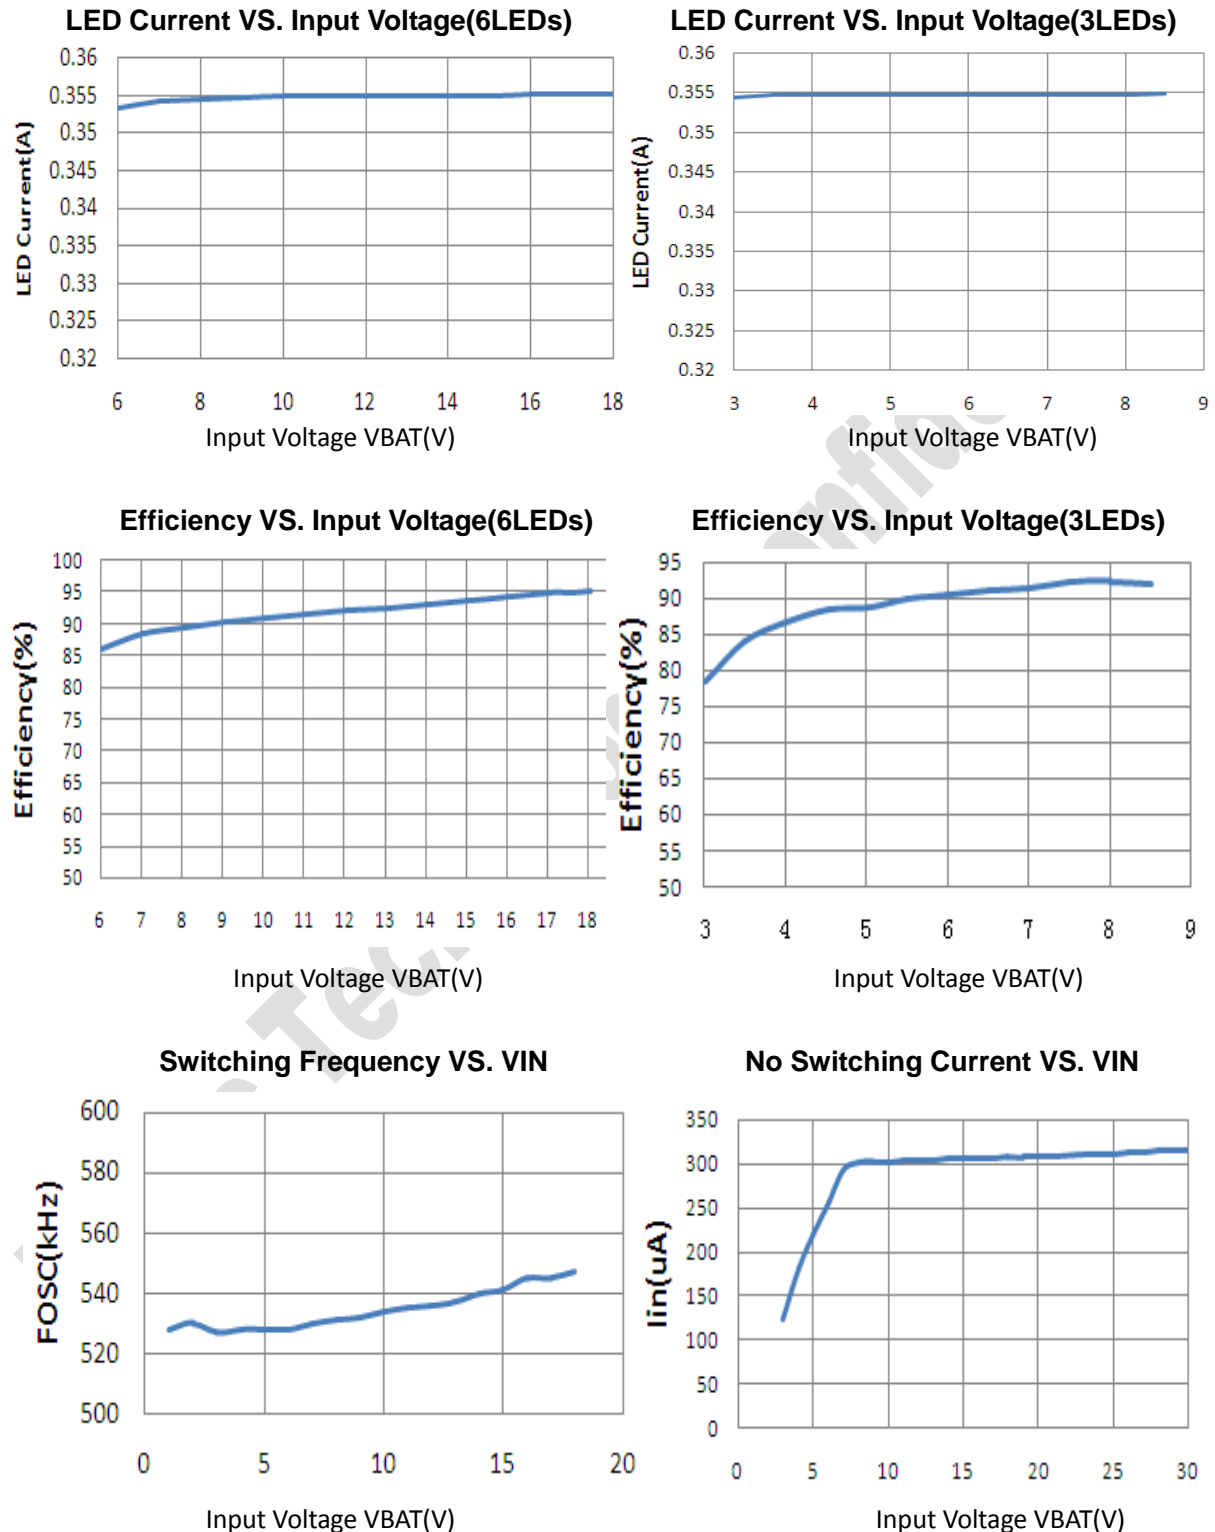 LED Current VS. Input Voltage(6LEDs)
LED Current(A)
0.36
0.355
0.35
0.345
0.34
0.335
0.33
0.325
0.32
6 8 10 12 14 16 18
Input Voltage VBAT(V)
LED Current VS. Input Voltage(3LEDs)
LED Current(A)
0.36
0.355
0.35
0.345
0.34
0.335
0.33
0.325
0.32
3 4 5 6 7 8 9
Input Voltage VBAT(V)
Efficiency VS. Input Voltage(6LEDs)
Efficiency(%)
100
95
90
85
80
75
70
65
60
55
50
6 7 8 9 10 11 12 13 14 15 16 17 18
Input Voltage VBAT(V)
Efficiency VS. Input Voltage(3LEDs)
Efficiency(%)
95
90
85
80
75
70
65
60
55
50
3 4 5 6 7 8 9
Input Voltage VBAT(V)
Switching Frequency VS. VIN
FOSC(kHz)
600
580
560
540
520
500
0 5 10 15 20
Input Voltage VBAT(V)
No Switching Current VS. VIN
Iin(uA)
350
300
250
200
150
100
50
0
0 5 10 15 20 25 30
Input Voltage VBAT(V)